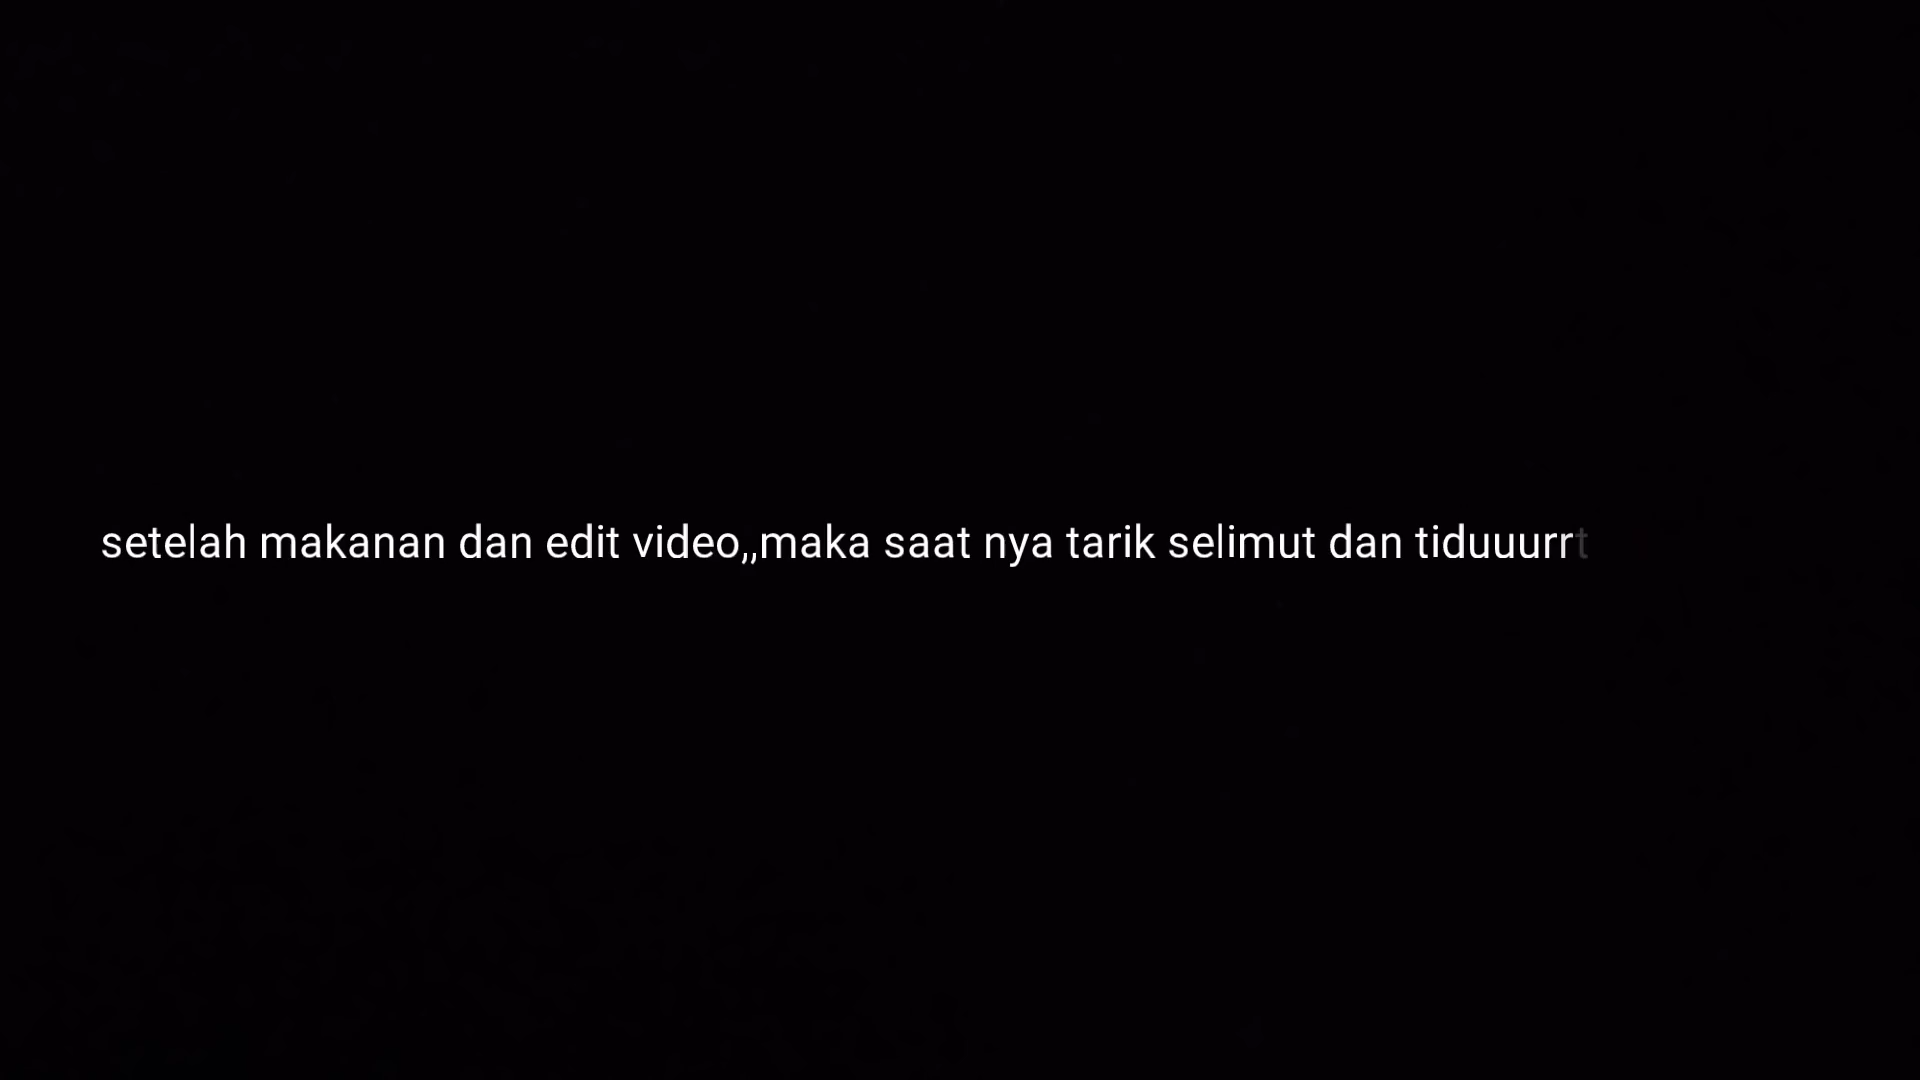 setelah makanan dan edit video,,maka saat nya tarik selimut dan tiduuurrt